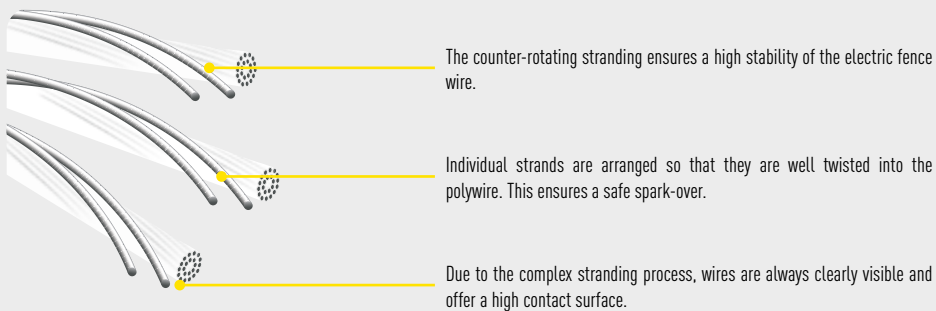 The counter-rotating stranding ensures a high stability of the electric fence
wire.
Individual strands are arranged so that they are well twisted into the
polywire. This ensures a safe spark-over.
Due to the complex stranding process, wires are always clearly visible and
offer a high contact surface.